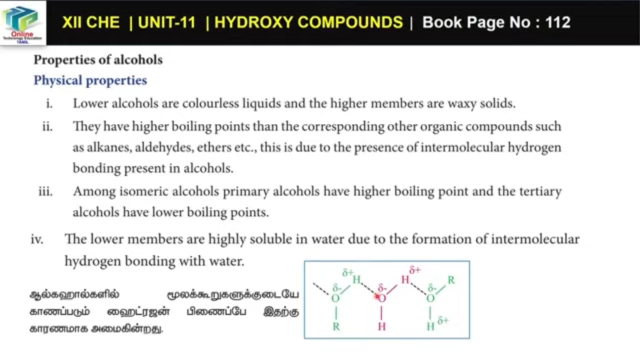 XII CHE | UNIT-11 | HYDROXY COMPOUNDS | Book Page No : 112
Online
Properties of alcohols
Physical properties
i. Lower alcohols are colourless liquids and the higher members are waxy solids.
ii. They have higher boiling points than the corresponding other organic compounds such
as alkanes, aldehydes, ethers etc., this is due to the presence of intermolecular hydrogen
bonding present in alcohols.
iii. Among isomeric alcohols primary alcohols have higher boiling point and the tertiary
alcohols have lower boiling points.
iv. The lower members are highly soluble in water due to the formation of intermolecular
hydrogen bonding with water.
ஆல்கஹால்களில் மூலக்கூறுகளுக்குடையே
காணப்படும் ஹைட்ரஜன் பிணைப்பே இதற்கு
காரணமாக அமைகின்றது.
δ+ H H δ+ R
δ- O δ- O δ- O
R H H δ+